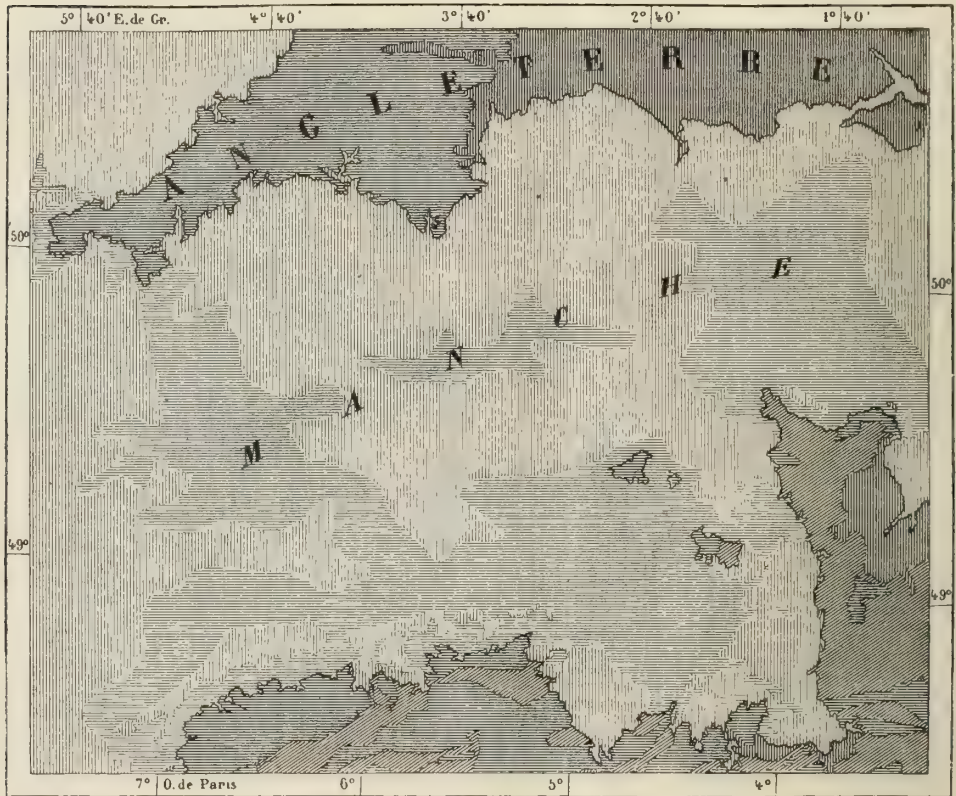 5° 40' E. de Gr. 4° 40' 3° 40' 2° 40' 1° 40'
ANGLETERRE
50°
50°
MANCHE
49°
49°
7° O. de Paris 6° 5° 4°